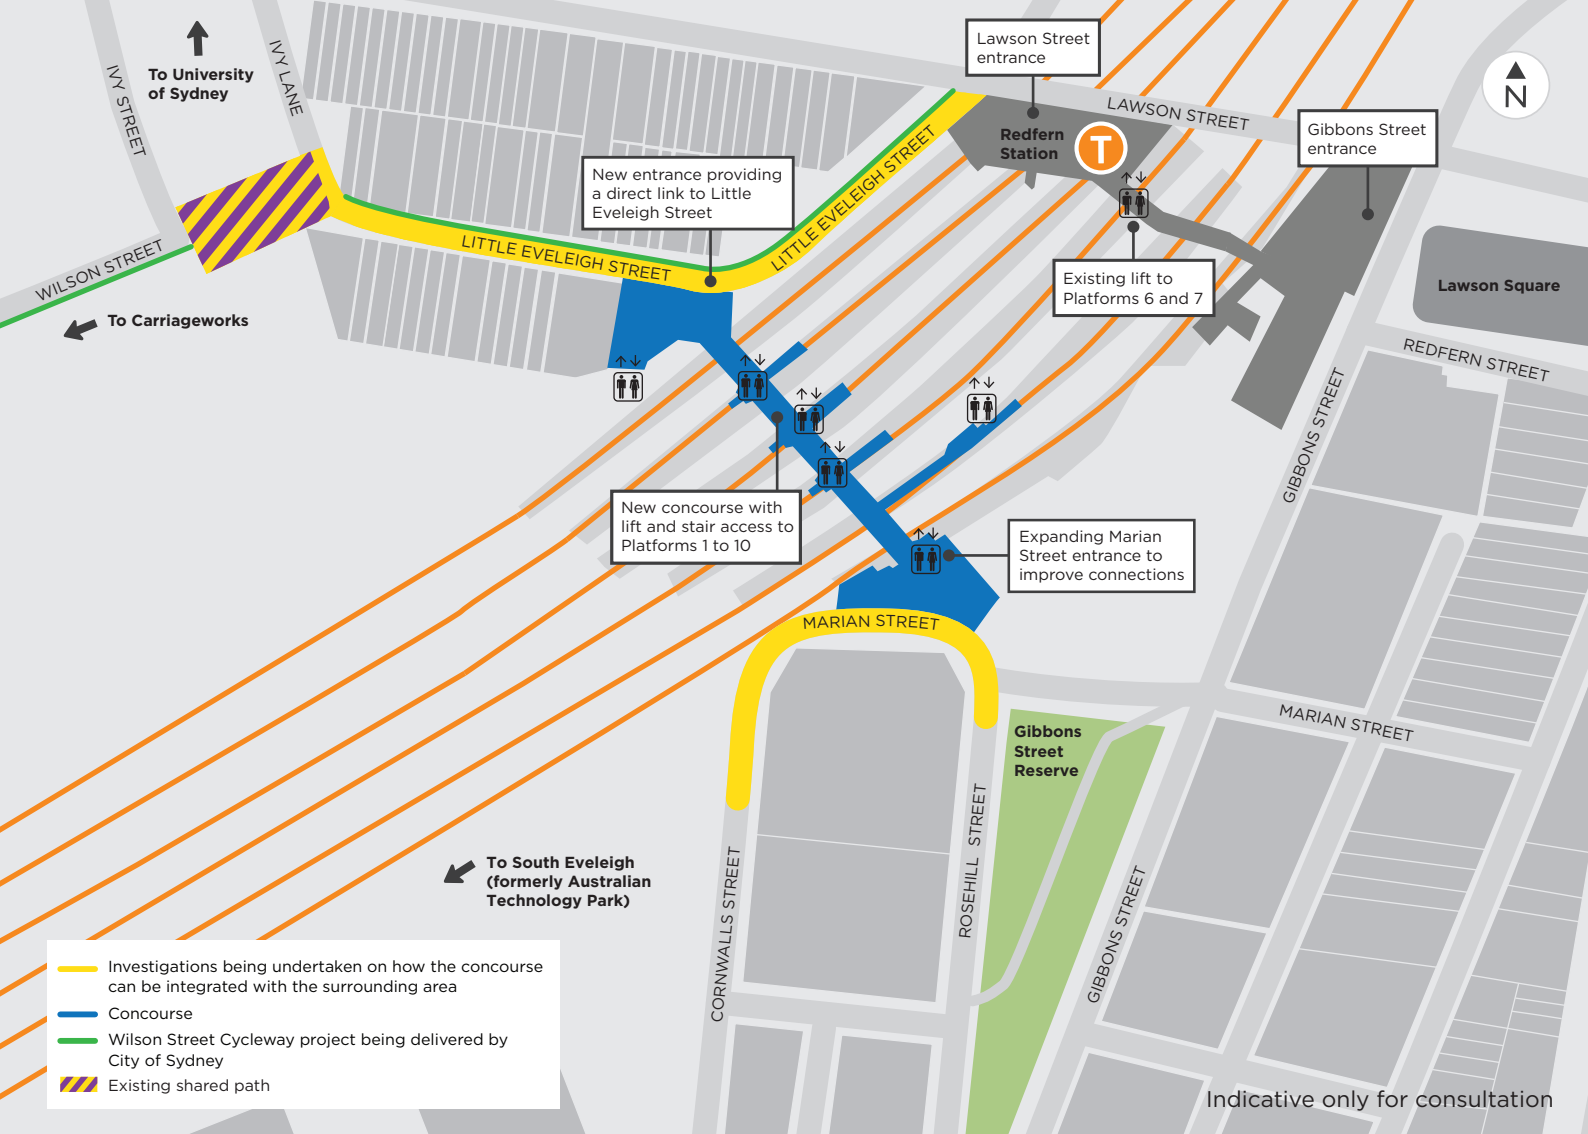 Lawson Street
entrance
N
To University
of Sydney
IVY STREET
IVY LANE
LAWSON STREET
Gibbons Street
entrance
Redfern
Station
T
New entrance providing
a direct link to Little
Eveleigh Street
LITTLE EVELEIGH STREET
LITTLE EVELEIGH STREET
WILSON STREET
Existing lift to
Platforms 6 and 7
Lawson Square
To Carriageworks
REDFERN STREET
GIBBONS STREET
New concourse with
lift and stair access to
Platforms 1 to 10
Expanding Marian
Street entrance to
improve connections
MARIAN STREET
MARIAN STREET
Gibbons
Street
Reserve
To South Eveleigh
(formerly Australian
Technology Park)
CORNWALLS STREET
ROSEHILL STREET
GIBBONS STREET
Investigations being undertaken on how the concourse
can be integrated with the surrounding area
Concourse
Wilson Street Cycleway project being delivered by
City of Sydney
Existing shared path
Indicative only for consultation